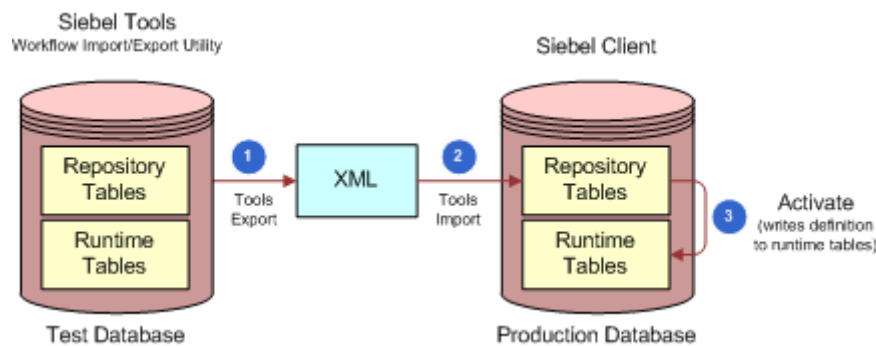 Siebel Tools
Workflow Import/Export Utility
Siebel Client
Repository
Tables
1
Tools
Export
XML
2
Tools
Import
Repository
Tables
3
Activate
(writes definition
to runtime tables)
Runtime
Tables
Runtime
Tables
Test Database
Production Database